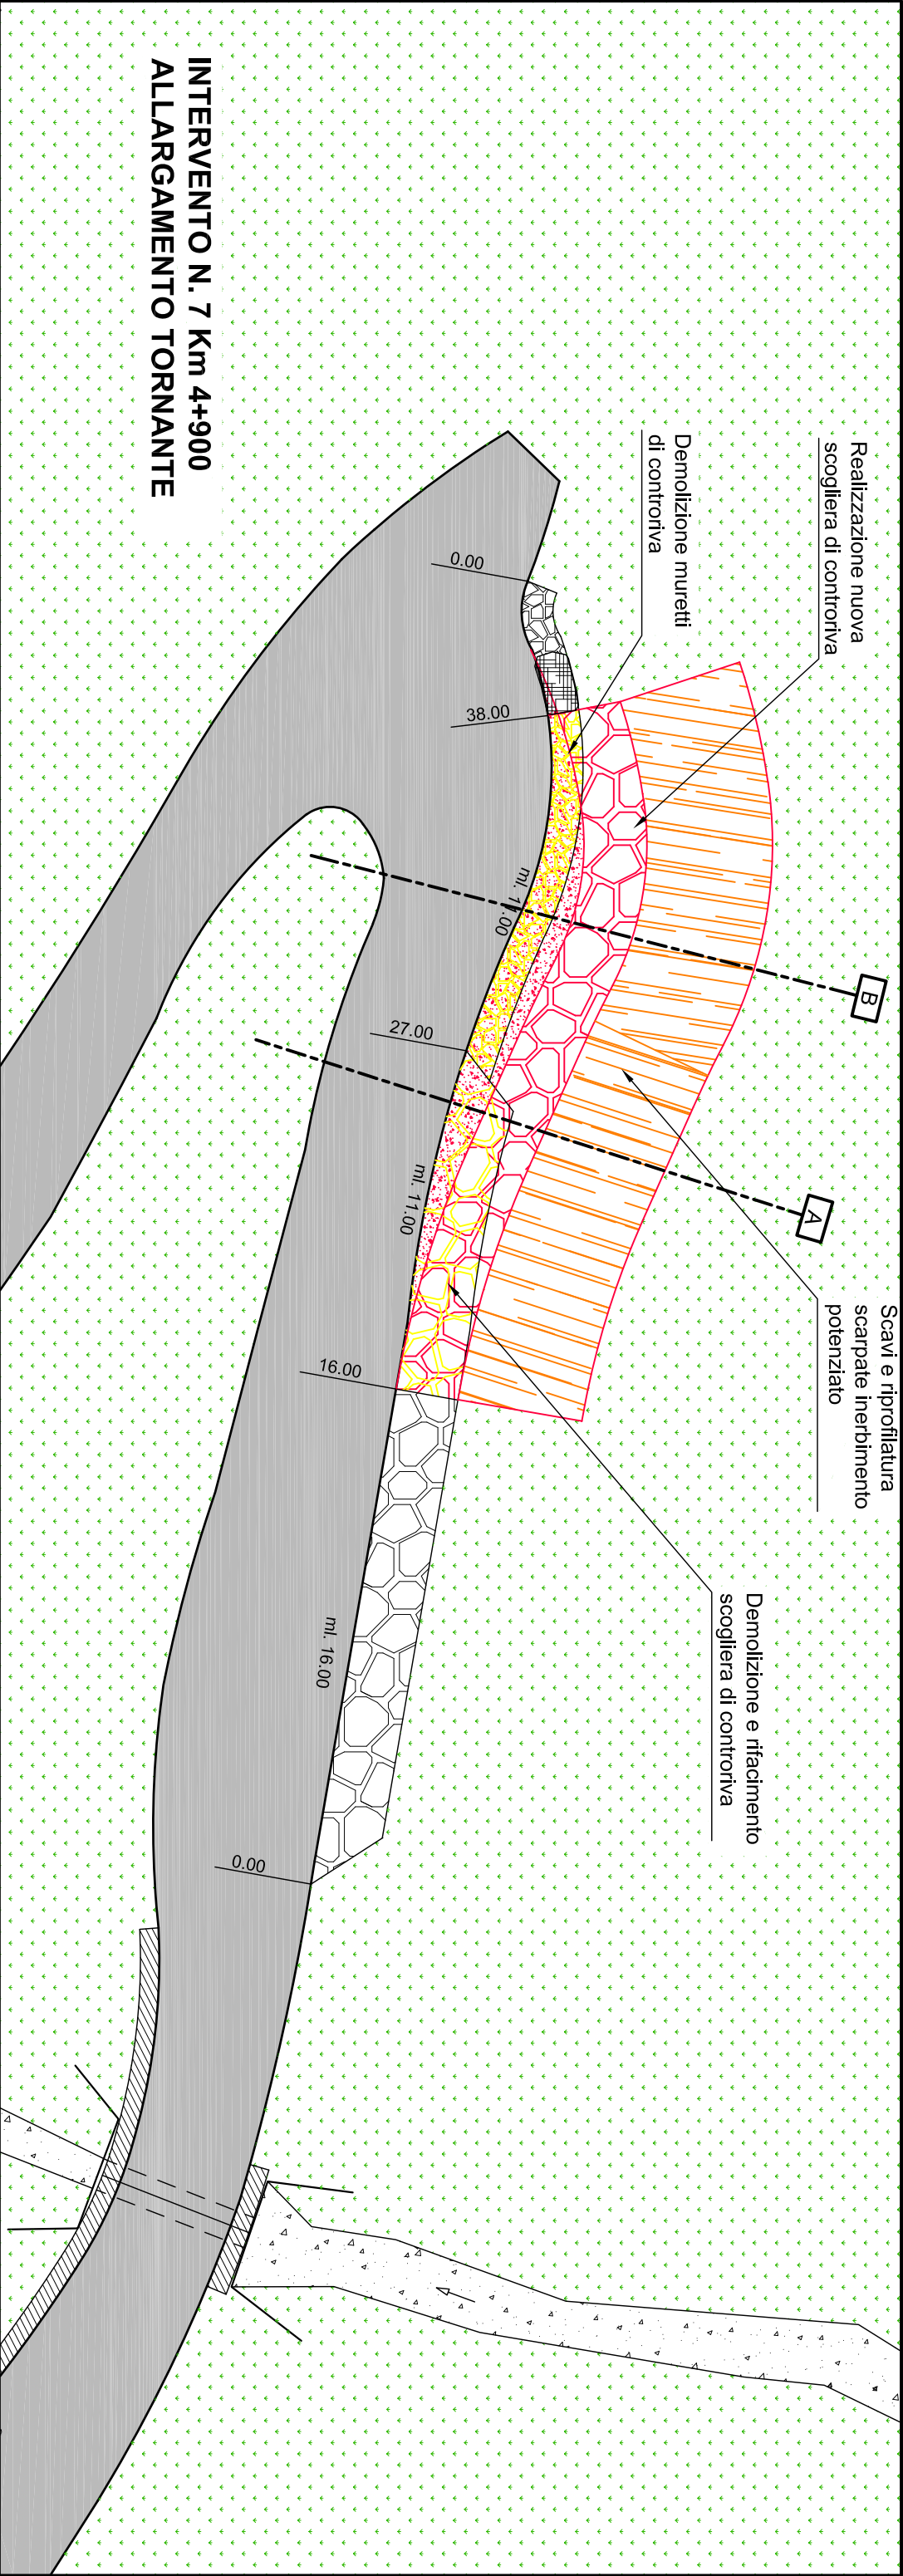 Realizzazione nuova
scogliera di controriva
Demolizione muretti
di controriva
B
A
Scavi e riprofilatura
scarpate inerbimento
potenziato
Demolizione e rifacimento
scogliera di controriva
0.00
38.00
ml. 11.00
27.00
ml. 11.00
16.00
ml. 16.00
0.00
INTERVENTO N. 7 Km 4+900
ALLARGAMENTO TORNANTE